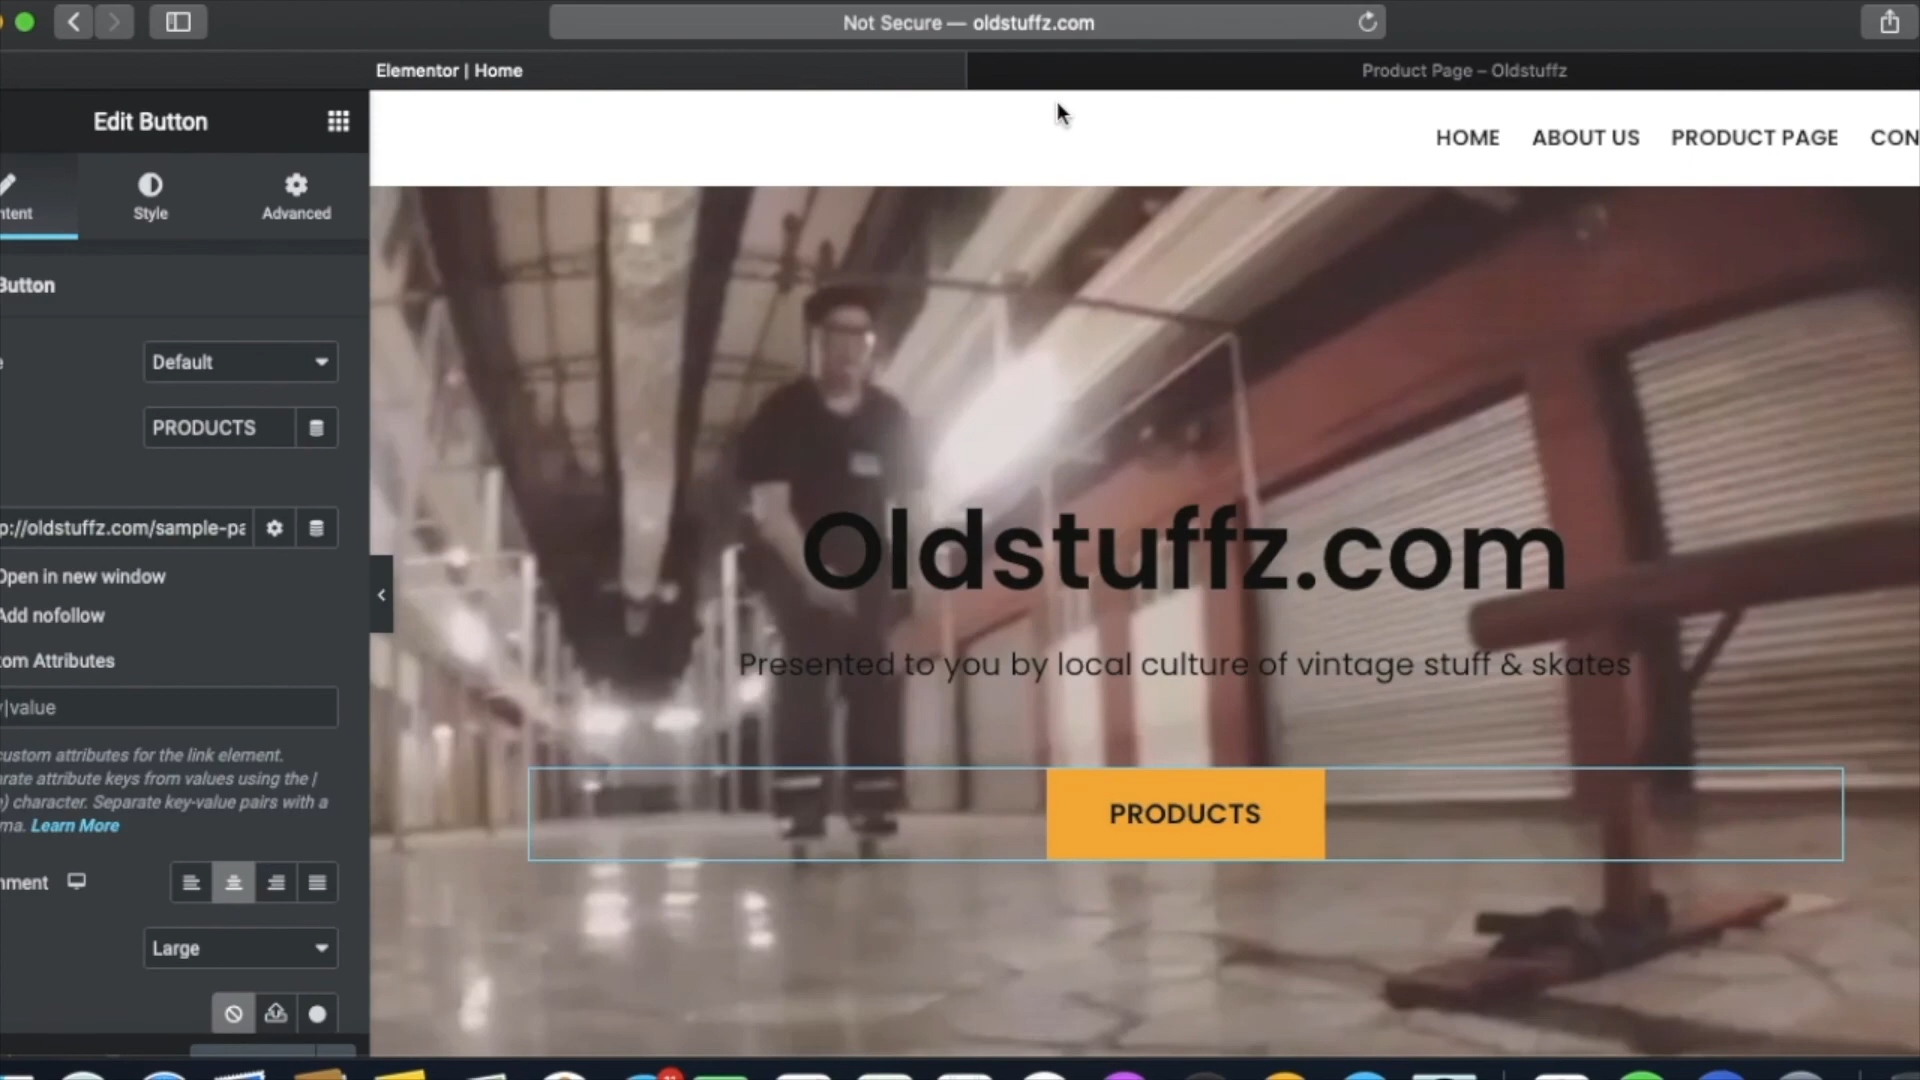 Not Secure — oldstuffz.com
Elementor | Home
Product Page – Oldstuffz
Edit Button
HOME ABOUT US PRODUCT PAGE CON
ntent
Style
Advanced
Button
Default
PRODUCTS
p://oldstuffz.com/sample-pa
Open in new window
Add nofollow
om Attributes
|value
custom attributes for the link element.
rate attribute keys from values using the |
) character. Separate key-value pairs with a
ma. Learn More
nment
Large
Oldstuffz.com
Presented to you by local culture of vintage stuff & skates
PRODUCTS